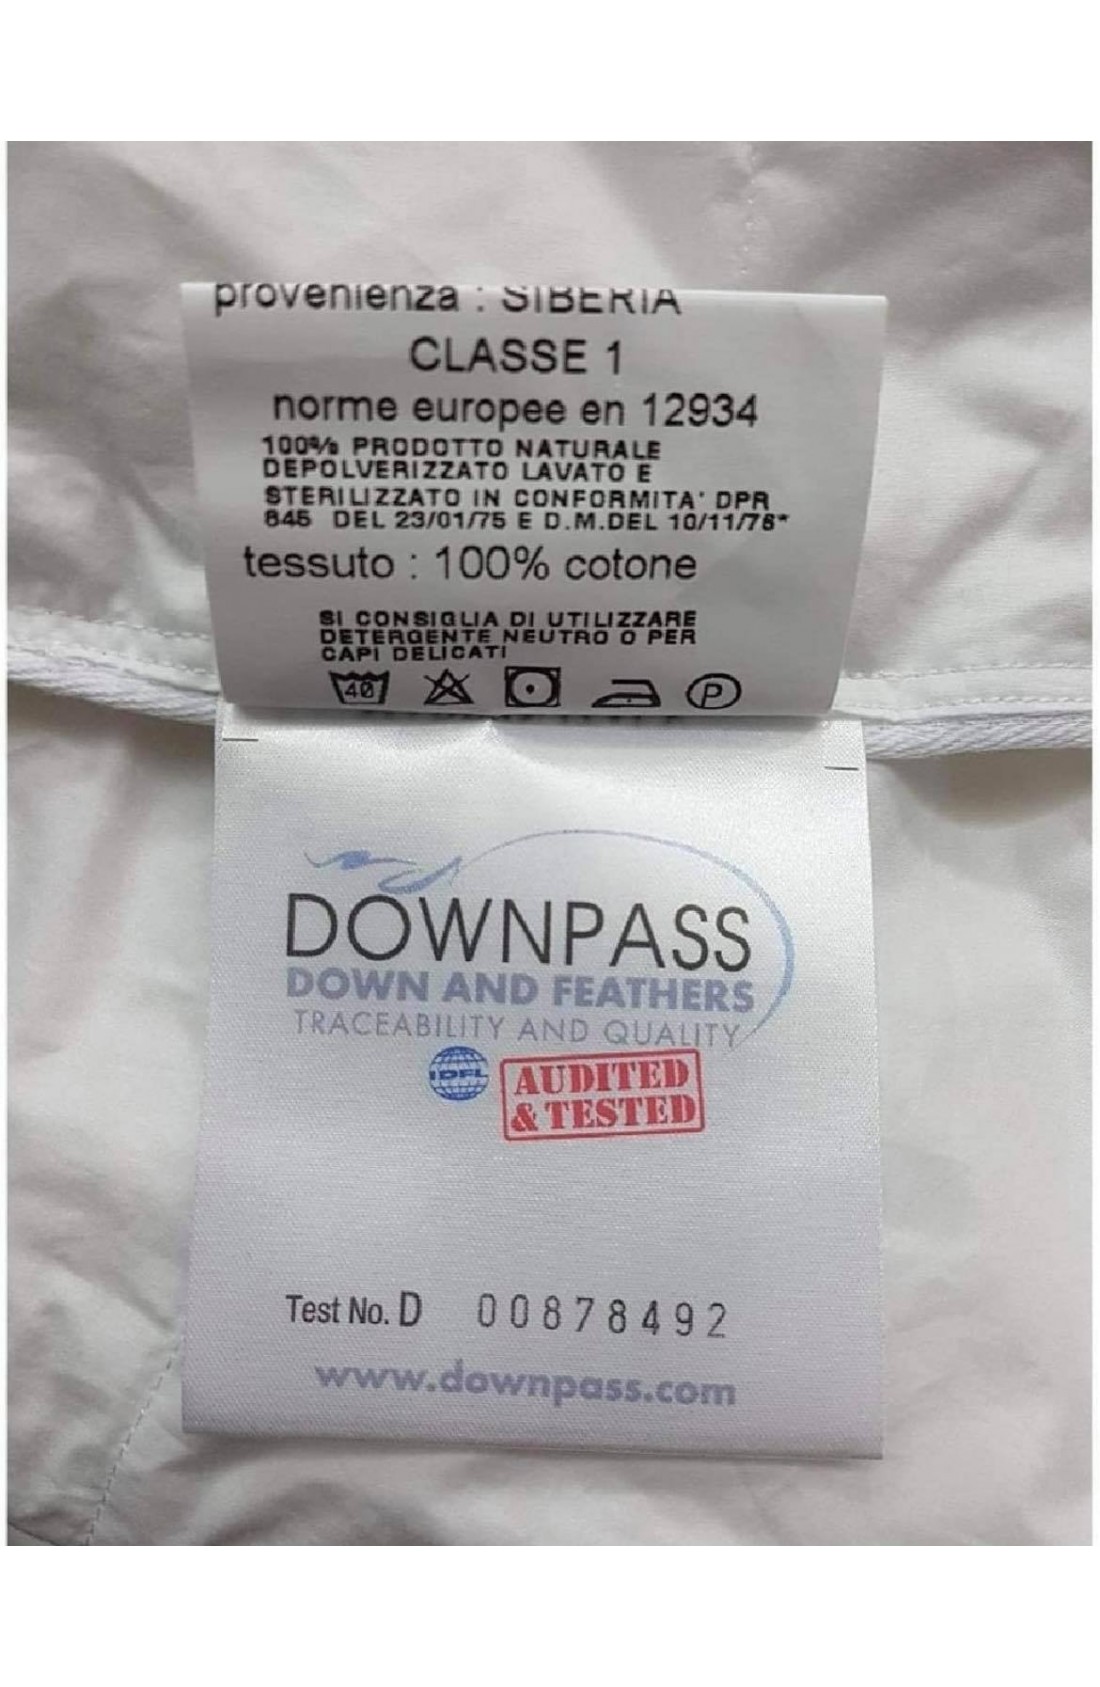 provenienza : SIBERIA
CLASSE 1
norme europee en 12934
100% PRODOTTO NATURALE
DEPOLVERIZZATO LAVATO E
STERILIZZATO IN CONFORMITA' DPR
845 DEL 23/01/75 E D.M.DEL 10/11/76*
tessuto : 100% cotone
SI CONSIGLIA DI UTILIZZARE
DETERGENTE NEUTRO O PER
CAPI DELICATI
40
P
DOWNPASS
DOWN AND FEATHERS
TRACEABILITY AND QUALITY
IDFL
AUDITED
& TESTED
Test No. D 00878492
www.downpass.com